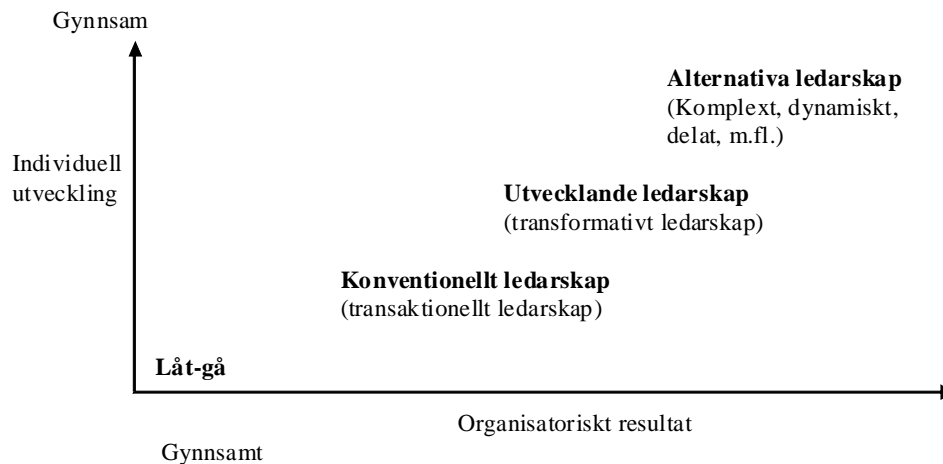 Gynnsam
Alternativa ledarskap
(Komplext, dynamiskt,
delat, m.fl.)
Individuell
utveckling
Utvecklande ledarskap
(transformativt ledarskap)
Konventionellt ledarskap
(transaktionellt ledarskap)
Låt-gå
Organisatoriskt resultat
Gynnsamt